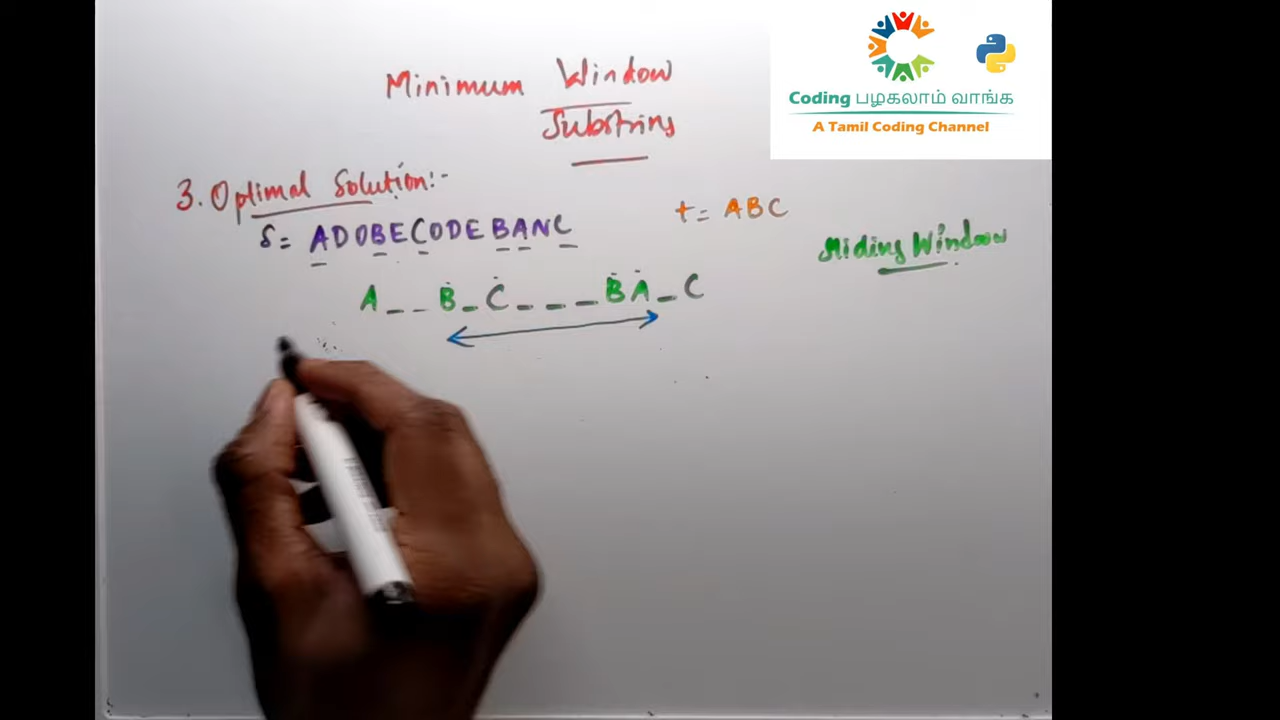 Minimum Window
Substring
Coding பழகலாம் வாங்க
A Tamil Coding Channel
3. Optimal Solution:-
S = ADOBECODEBANC
t = ABC
Sliding Window
A _ _ B _ C _ _ _ B A _ C